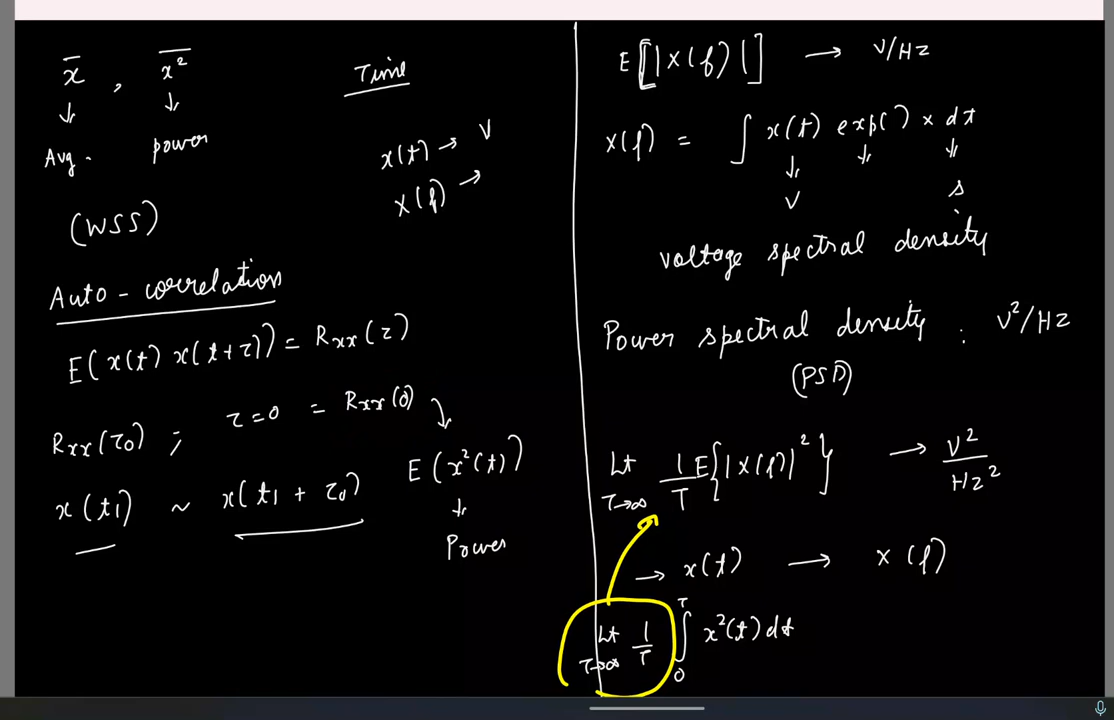 x̄ , x̄²
Avg. power
Time
x(t) → V
X(f) →
(WSS)
Auto-correlation
E(x(t) x(t+τ)) = Rxx(τ)
Rxx(τ0) ; τ=0 = Rxx(0)
E(x²(t))
x(t1) ~ x(t1 + τ0)
Power
E[|X(f)|] → V/Hz
X(f) = ∫ x(t) exp( ) × dt
V s
voltage spectral density
Power spectral density : V²/Hz
(PSD)
Lt T→∞ 1/T E{|X(f)|²} → V²/Hz²
→ x(t) → X(f)
Lt T→∞ 1/T ∫₀ᵀ x²(t) dt